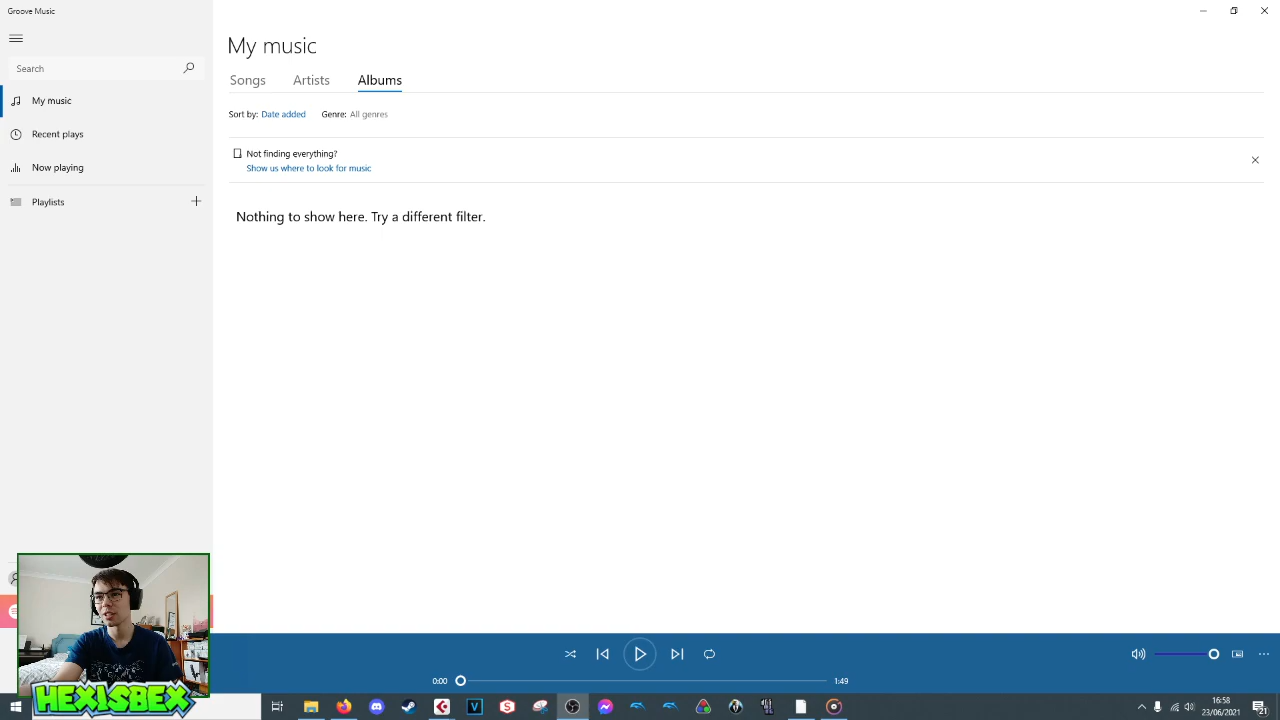 Groove Music
Search
My music
Recent plays
Now playing
Playlists
My music
Songs Artists Albums
Sort by: Date added Genre: All genres
Not finding everything?
Show us where to look for music
Nothing to show here. Try a different filter.
0:00 1:49
HEXISBEX
16:58
23/06/2021
21